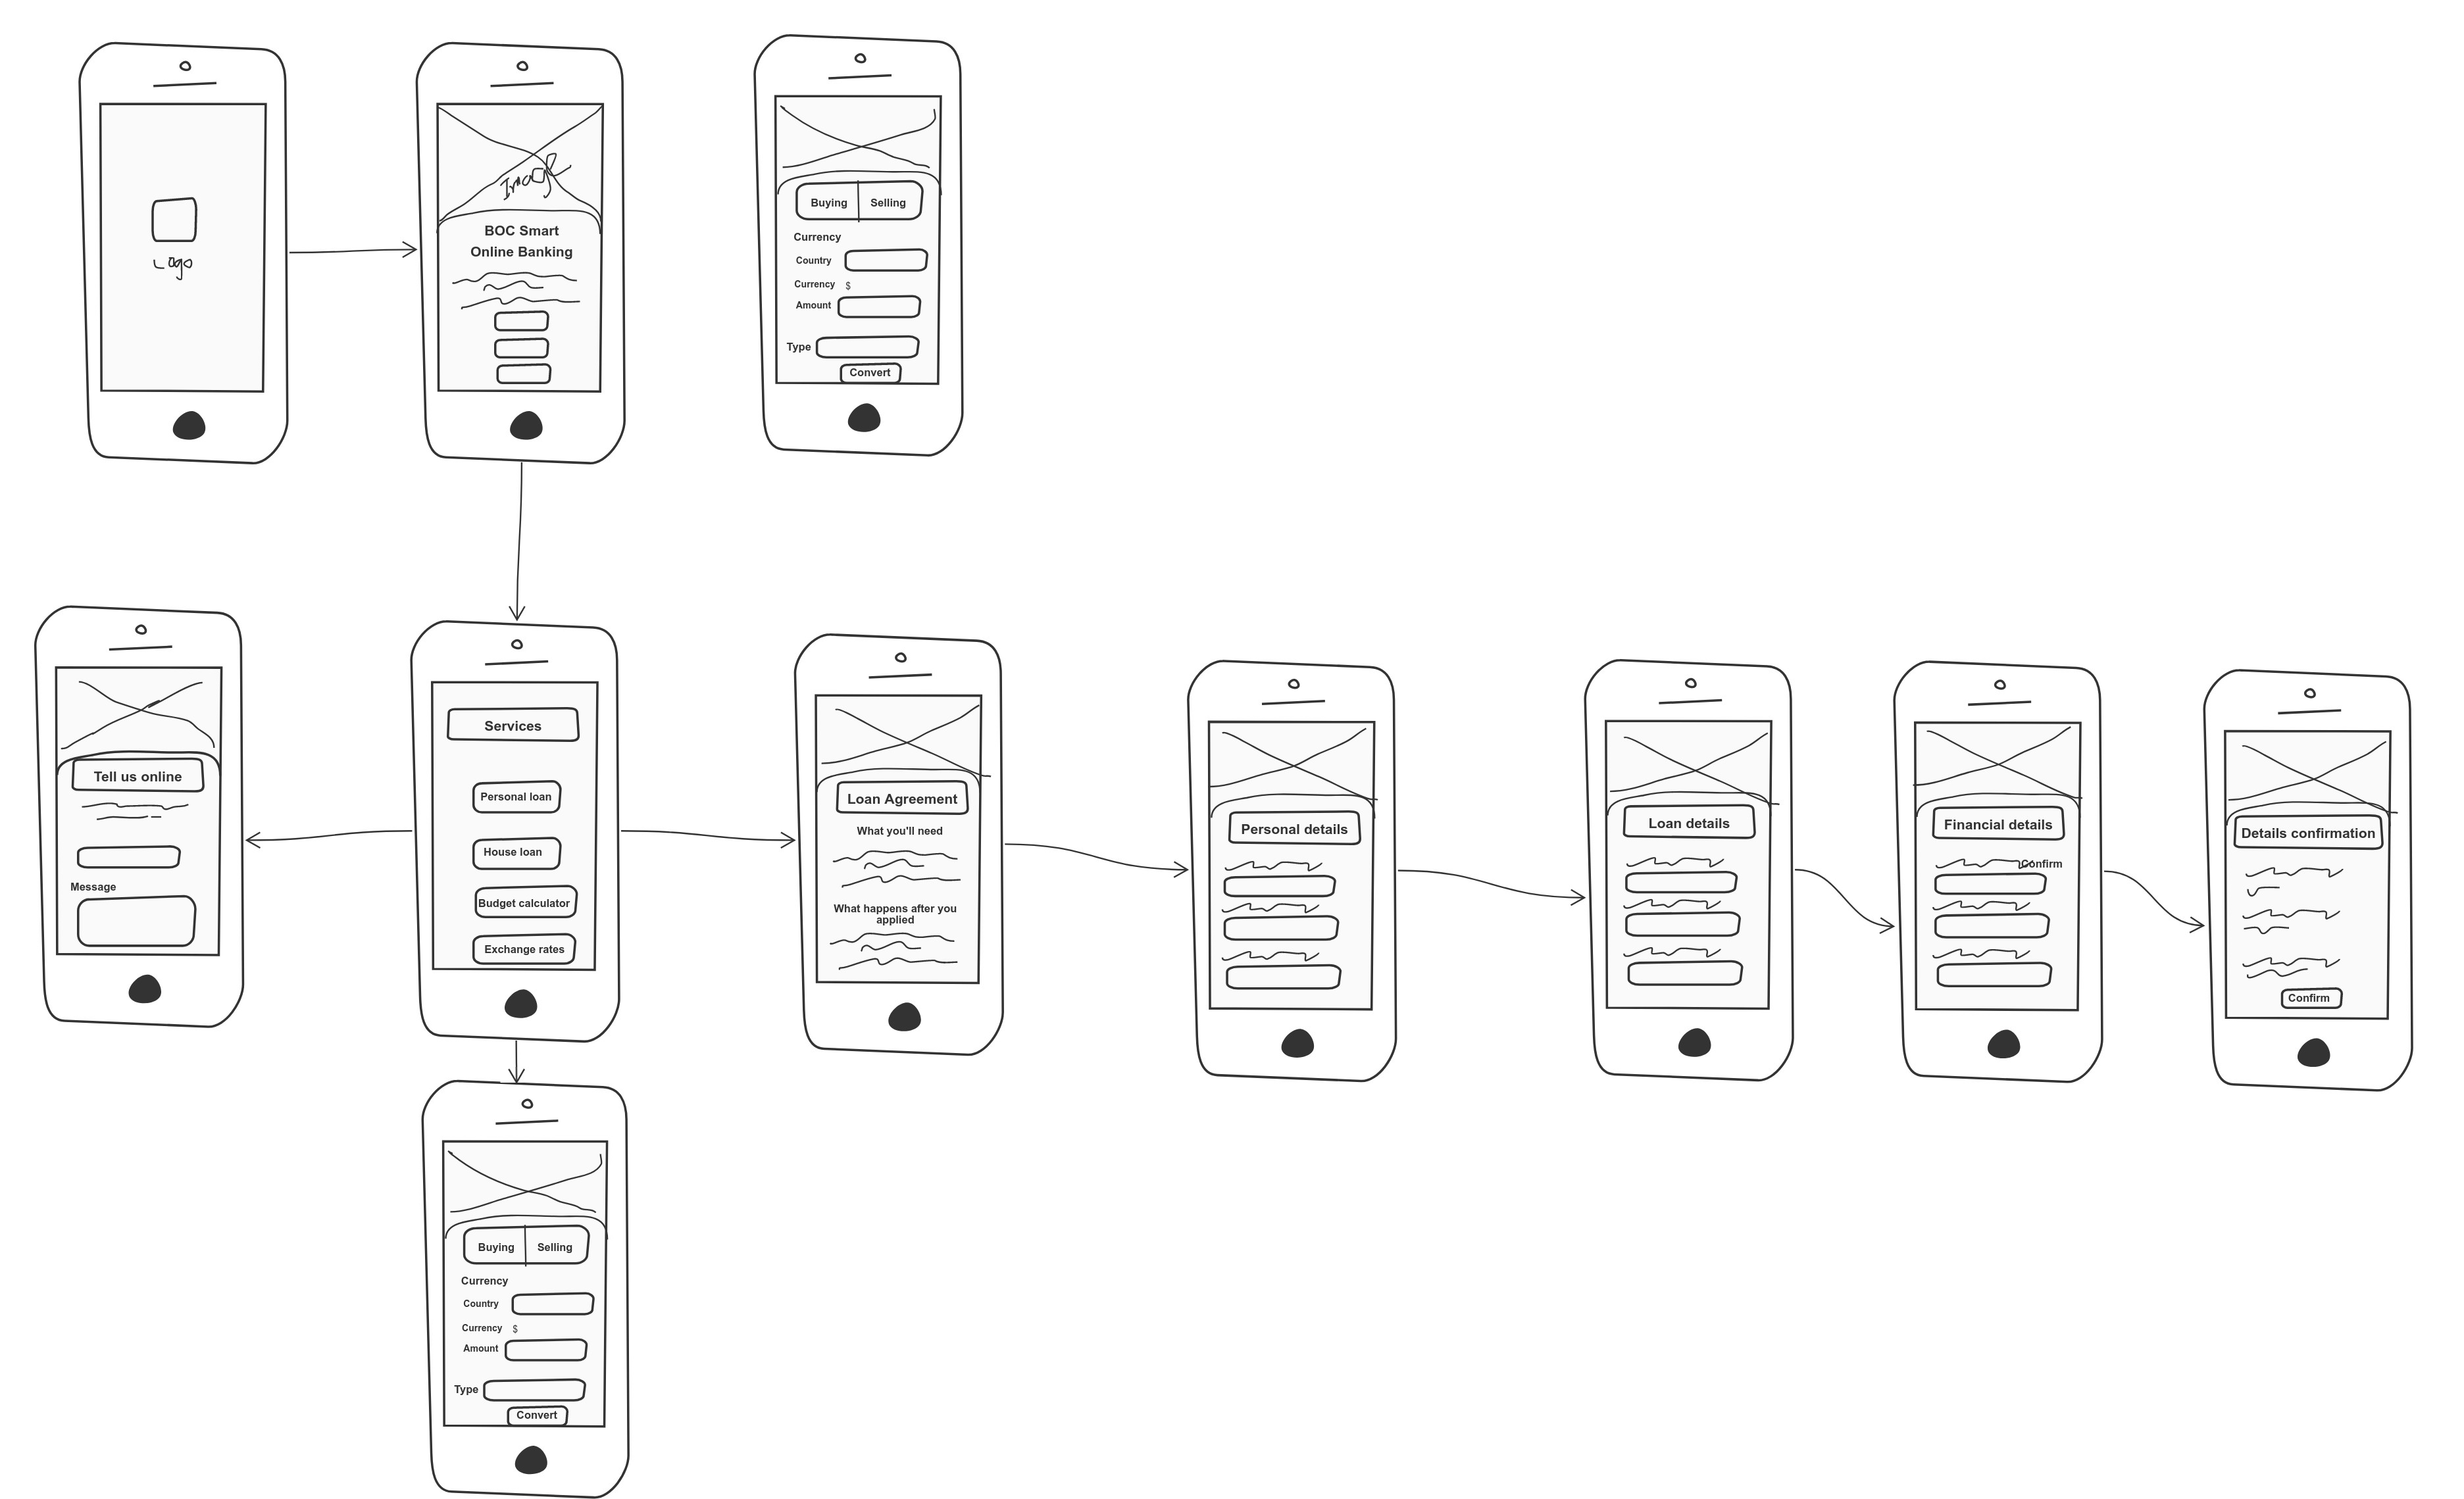 Logo
Image
BOC Smart
Online Banking
Buying Selling
Currency
Country
Currency $
Amount
Type
Convert
Tell us online
Message
Services
Personal loan
House loan
Budget calculator
Exchange rates
Loan Agreement
What you'll need
What happens after you
applied
Personal details
Loan details
Financial details
Confirm
Details confirmation
Confirm
Buying Selling
Currency
Country
Currency $
Amount
Type
Convert